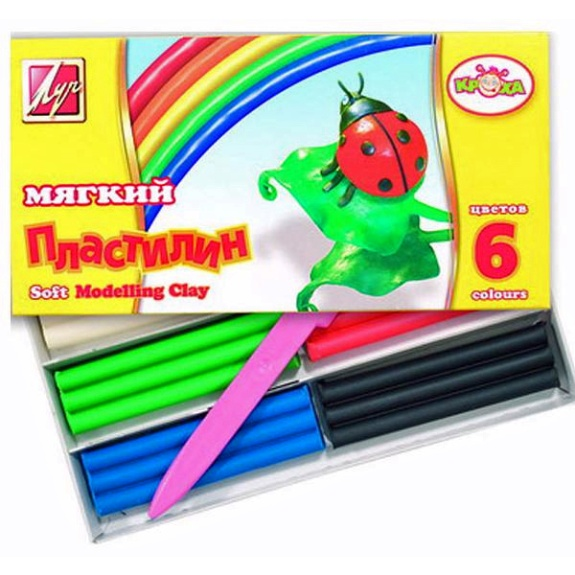 Луч
КРОХА
МЯГКИЙ
ПЛАСТИЛИН
Soft Modelling Clay
цветов
6
colours